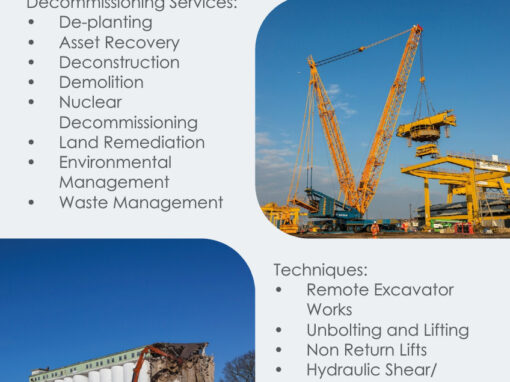 Decommissioning Services:
• De-planting
• Asset Recovery
• Deconstruction
• Demolition
• Nuclear
Decommissioning
• Land Remediation
• Environmental
Management
• Waste Management
Techniques:
• Remote Excavator
Works
• Unbolting and Lifting
• Non Return Lifts
• Hydraulic Shear/